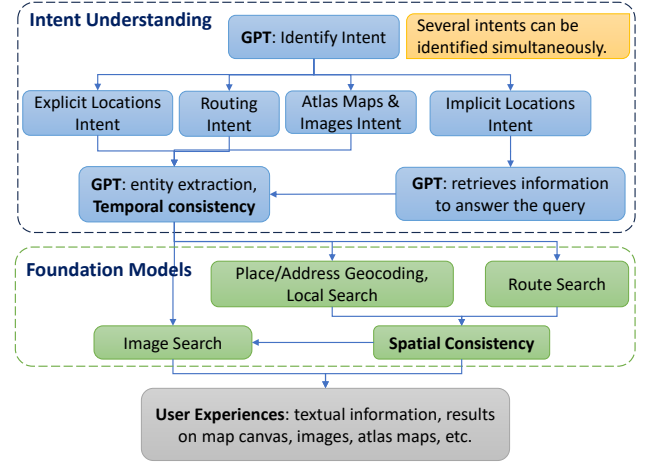 Intent Understanding
GPT: Identify Intent
Several intents can be
identified simultaneously.
Explicit Locations
Intent
Routing
Intent
Atlas Maps &
Images Intent
Implicit Locations
Intent
GPT: entity extraction,
Temporal consistency
GPT: retrieves information
to answer the query
Foundation Models
Place/Address Geocoding,
Local Search
Route Search
Image Search
Spatial Consistency
User Experiences: textual information, results
on map canvas, images, atlas maps, etc.